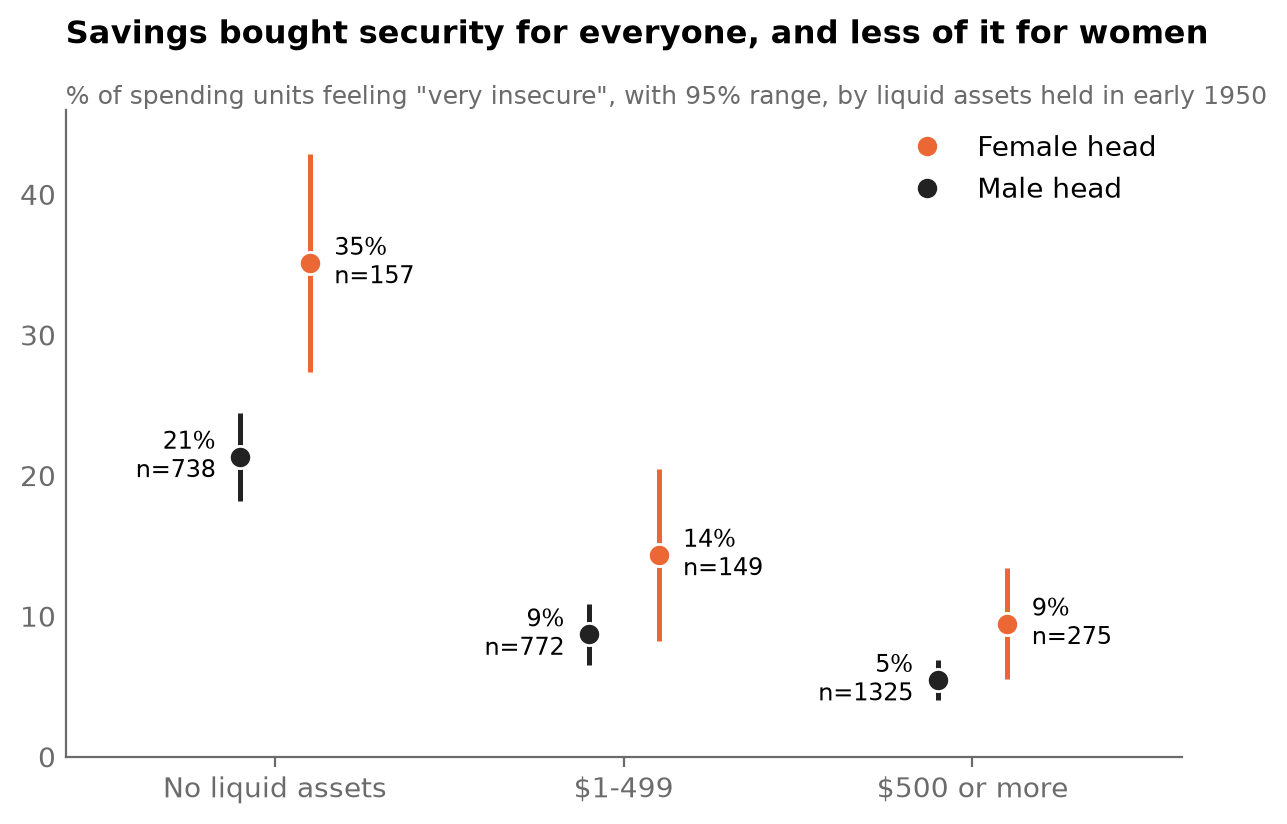 Savings bought security for everyone, and less of it for women
% of spending units feeling "very insecure", with 95% range, by liquid assets held in early 1950
Female head
Male head
40
30
20
10
0
35%
n=157
21%
n=738
14%
n=149
9%
n=772
9%
n=275
5%
n=1325
No liquid assets
$1-499
$500 or more